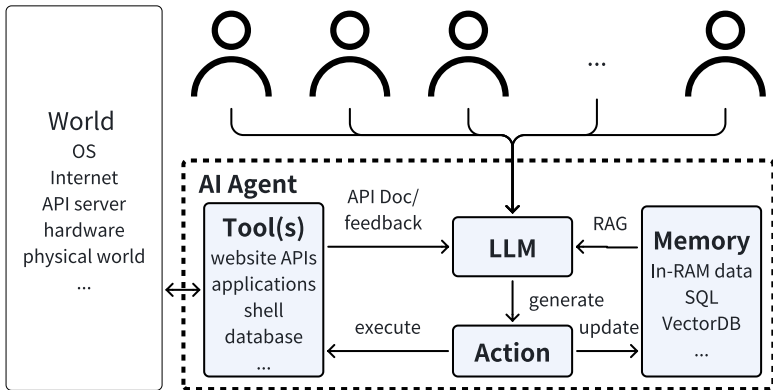 ...
World
OS
Internet
API server
hardware
physical world
...
AI Agent
Tool(s)
website APIs
applications
shell
database
...
API Doc/
feedback
LLM
RAG
Memory
In-RAM data
SQL
VectorDB
...
generate
execute
Action
update